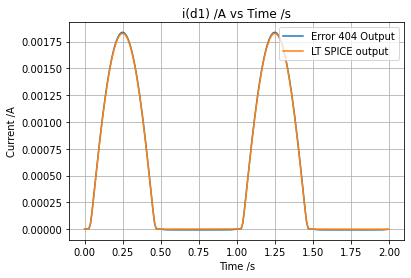 i(d1) /A vs Time /s
Error 404 Output
LT SPICE output
Current /A
0.00175
0.00150
0.00125
0.00100
0.00075
0.00050
0.00025
0.00000
0.00 0.25 0.50 0.75 1.00 1.25 1.50 1.75 2.00
Time /s